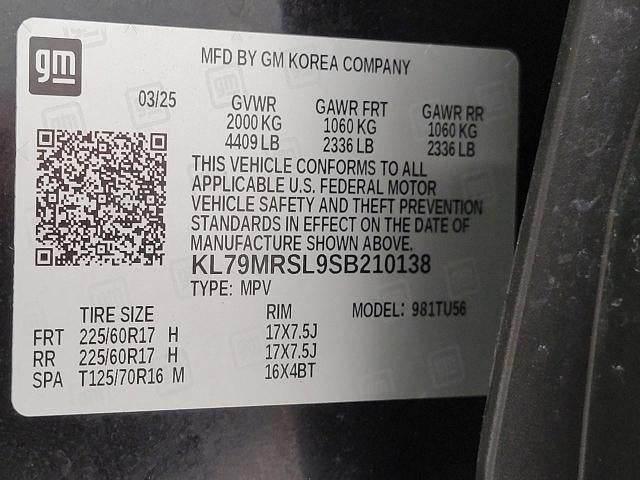 gm
MFD BY GM KOREA COMPANY
03/25 GVWR GAWR FRT GAWR RR
2000 KG 1060 KG 1060 KG
4409 LB 2336 LB 2336 LB
THIS VEHICLE CONFORMS TO ALL
APPLICABLE U.S. FEDERAL MOTOR
VEHICLE SAFETY AND THEFT PREVENTION
STANDARDS IN EFFECT ON THE DATE OF
MANUFACTURE SHOWN ABOVE.
KL79MRSL9SB210138
TYPE: MPV
TIRE SIZE RIM MODEL: 981TU56
FRT 225/60R17 H 17X7.5J
RR 225/60R17 H 17X7.5J
SPA T125/70R16 M 16X4BT